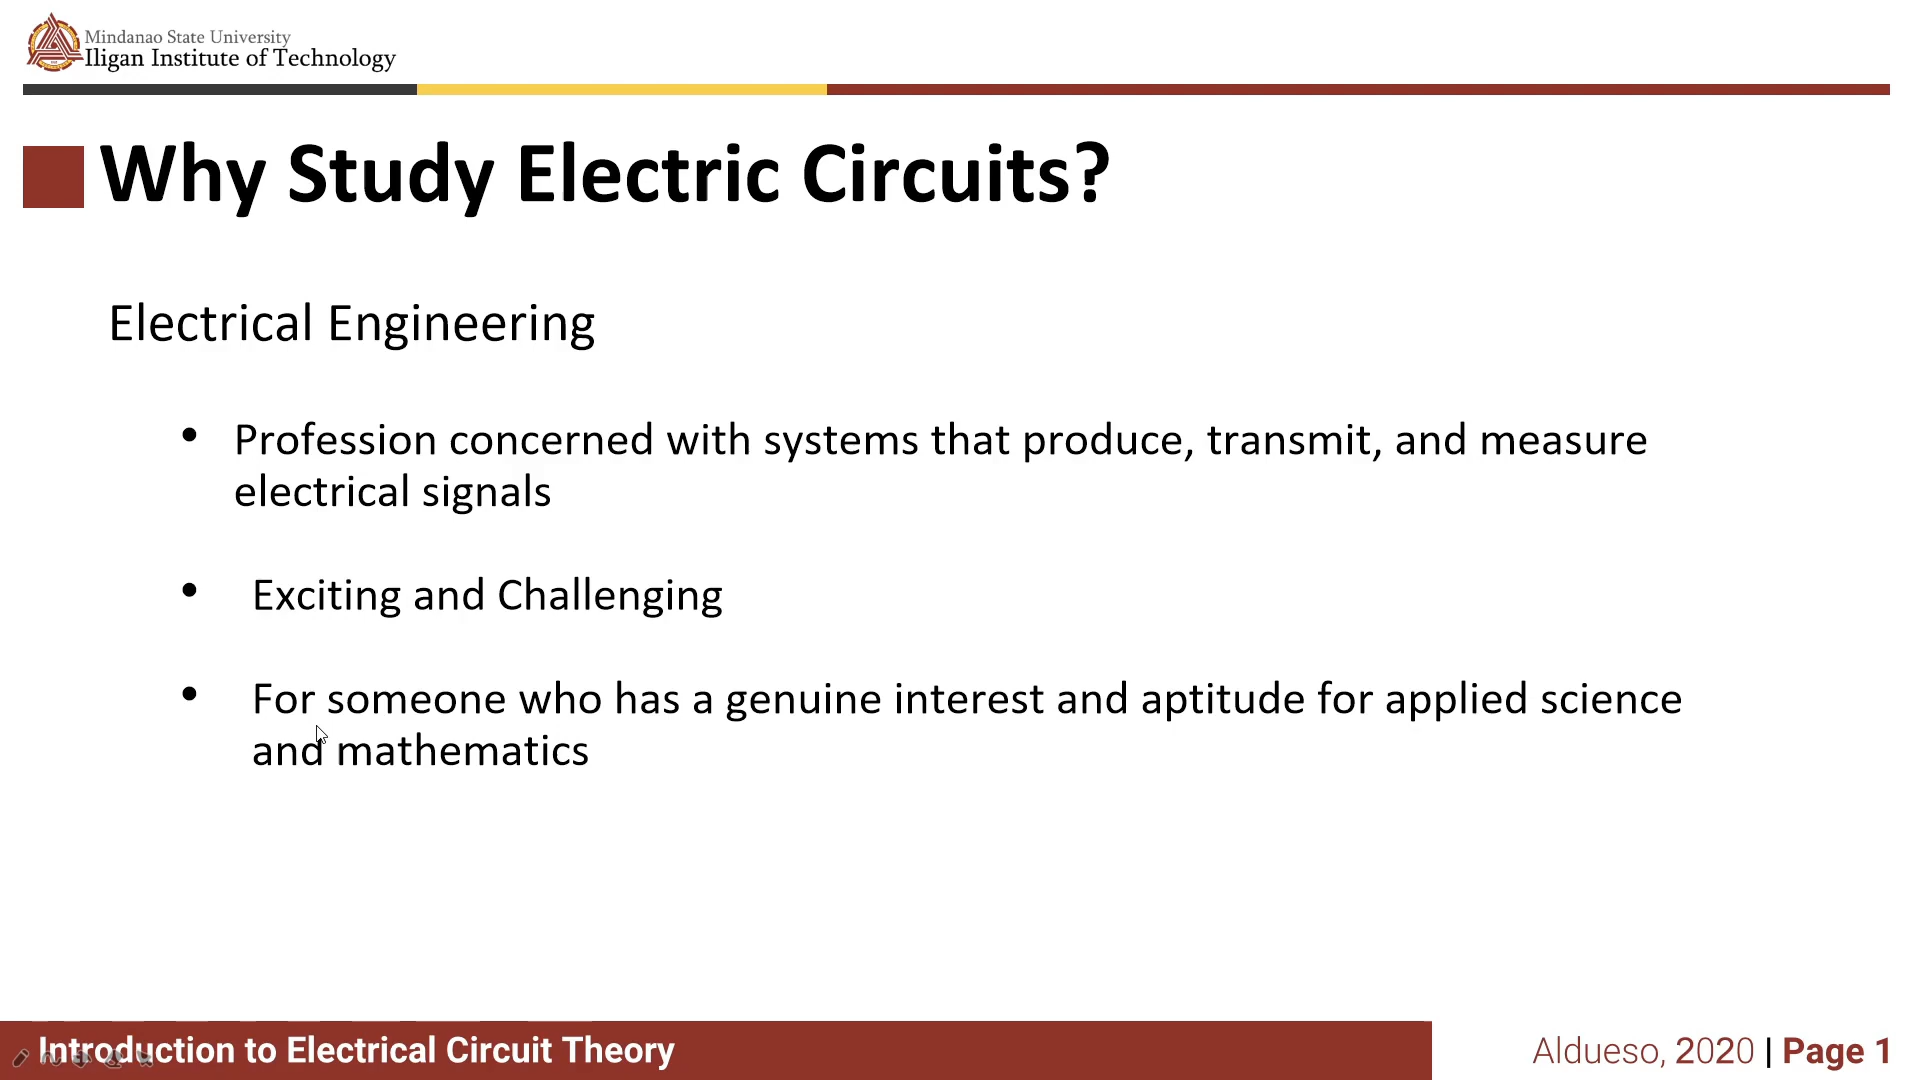 Mindanao State University
Iligan Institute of Technology
Why Study Electric Circuits?
Electrical Engineering
• Profession concerned with systems that produce, transmit, and measure
electrical signals
• Exciting and Challenging
• For someone who has a genuine interest and aptitude for applied science
and mathematics
Introduction to Electrical Circuit Theory
Aldueso, 2020 | Page 1